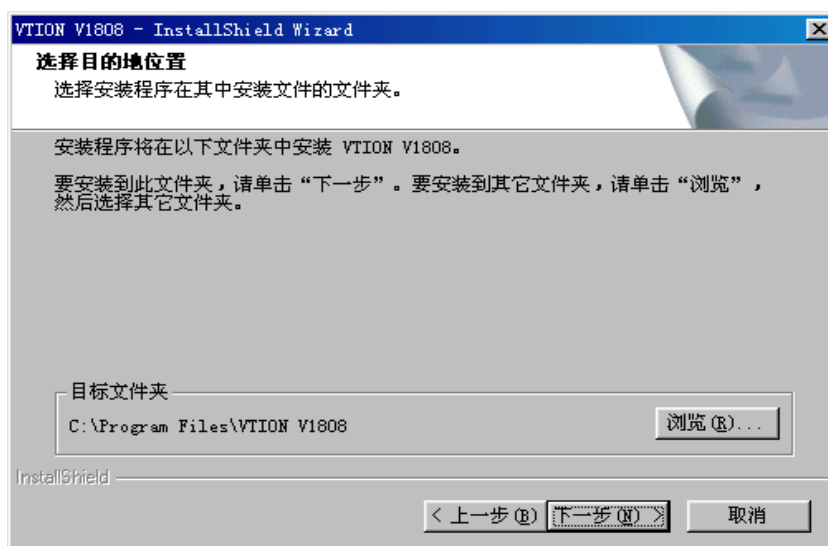 VTION V1808 - InstallShield Wizard
选择目的地位置
选择安装程序在其中安装文件的文件夹。
安装程序将在以下文件夹中安装 VTION V1808。
要安装到此文件夹，请单击“下一步”。要安装到其它文件夹，请单击“浏览”，
然后选择其它文件夹。
目标文件夹
C:\Program Files\VTION V1808
浏览(R)...
InstallShield
< 上一步(B)
下一步(N) >
取消